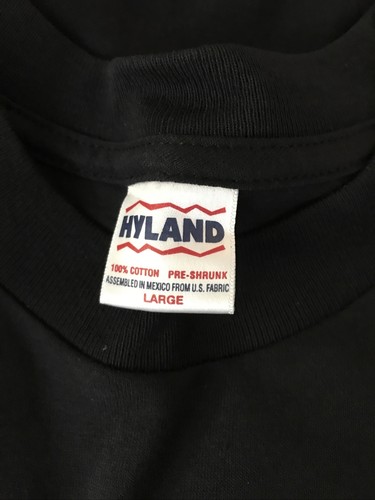 HYLAND
100% COTTON PRE-SHRUNK
ASSEMBLED IN MEXICO FROM U.S. FABRIC
LARGE